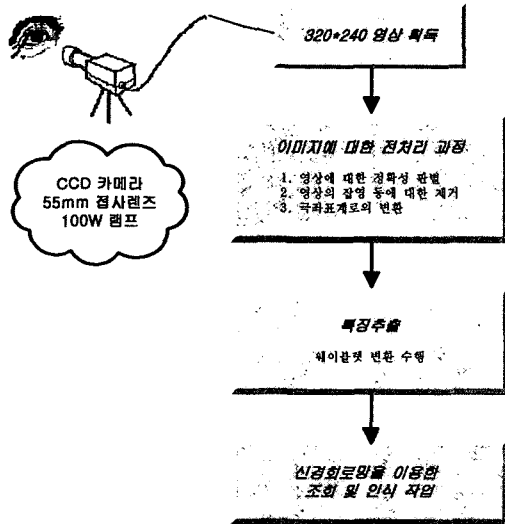 320*240 영상 획득
이미지에 대한 전처리 과정
1. 영상에 대한 정확성 판별
2. 영상의 잡영 등에 대한 제거
3. 극좌표계로의 변환
CCD 카메라
55mm 접사렌즈
100W 램프
특징추출
웨이블렛 변환 수행
신경회로망을 이용한
조회 및 인식 작업